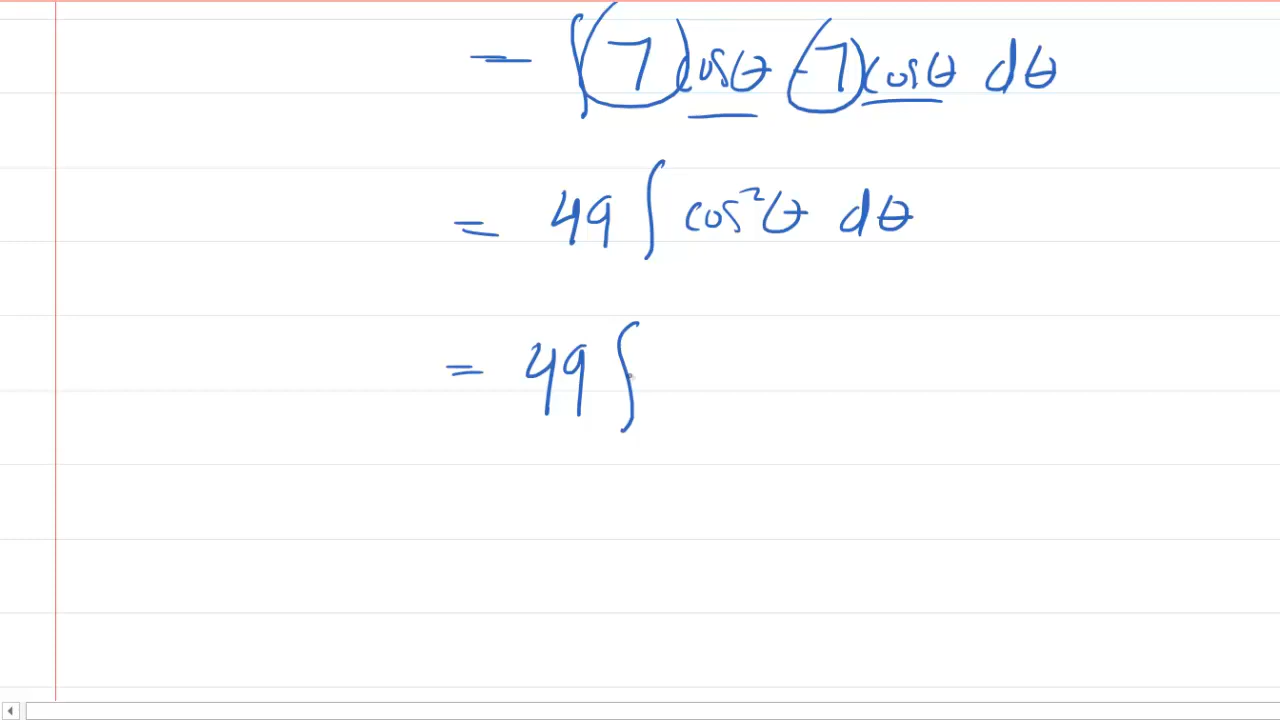 = ∫(7)cosθ · 7)cosθ dθ
= 49 ∫ cos²θ dθ
= 49 ∫